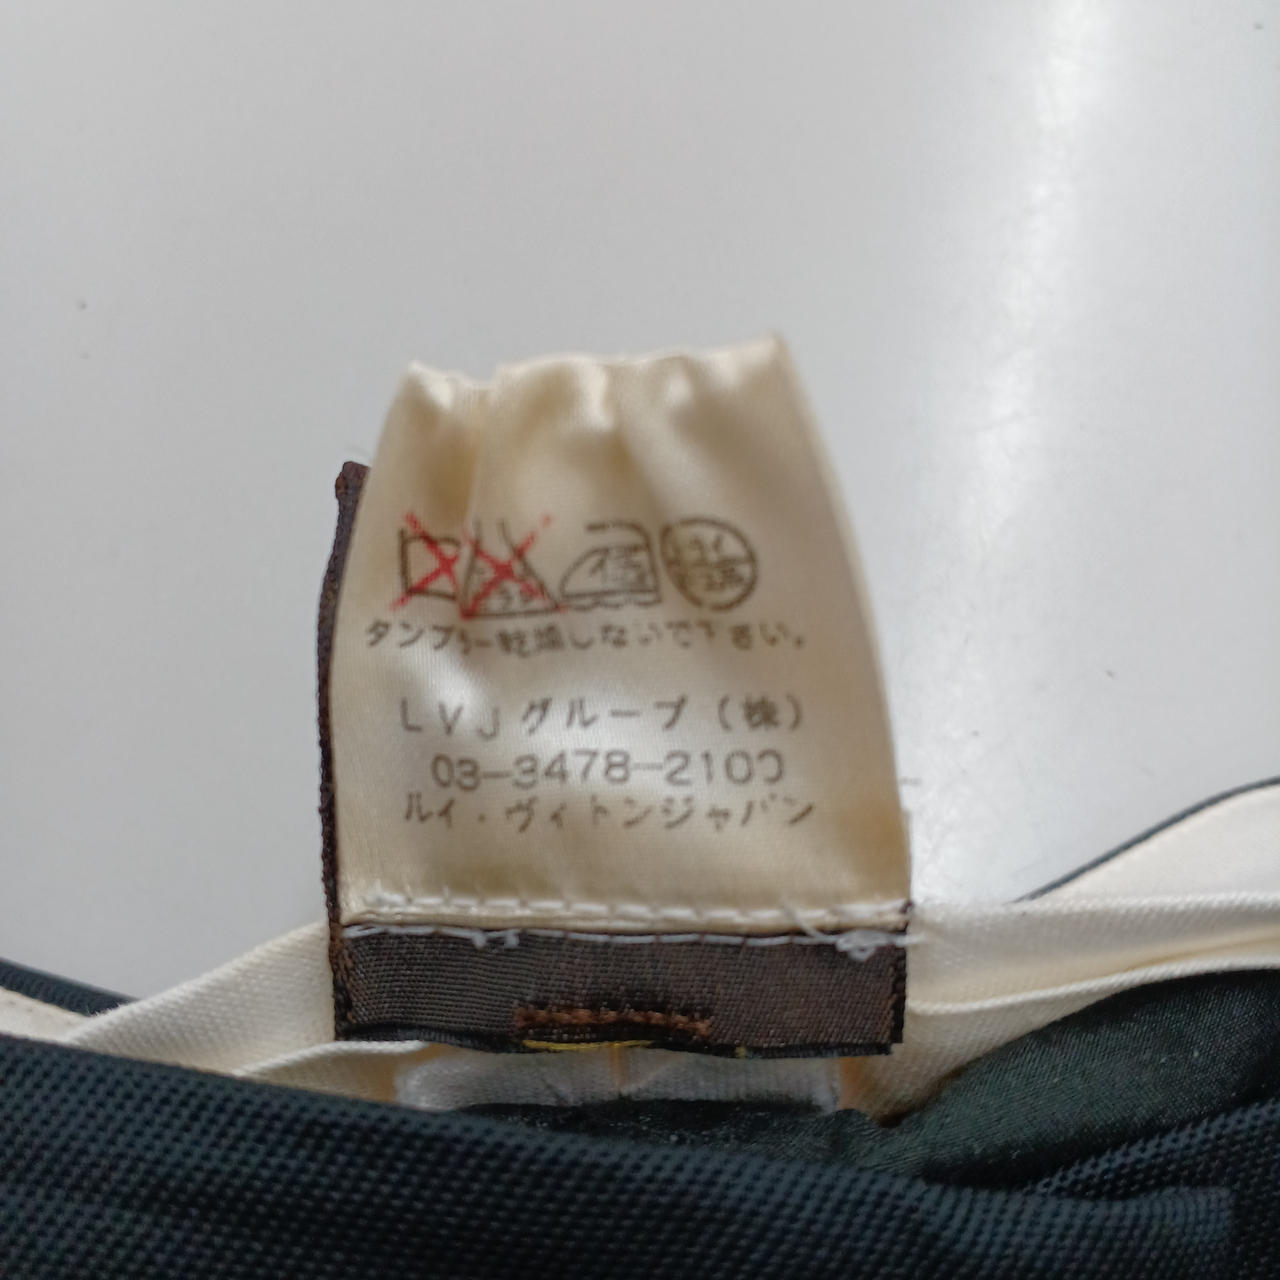 低
タンブラー乾燥しないで下さい。
LVJグループ(株)
03-3478-2100
ルイ・ヴィトンジャパン